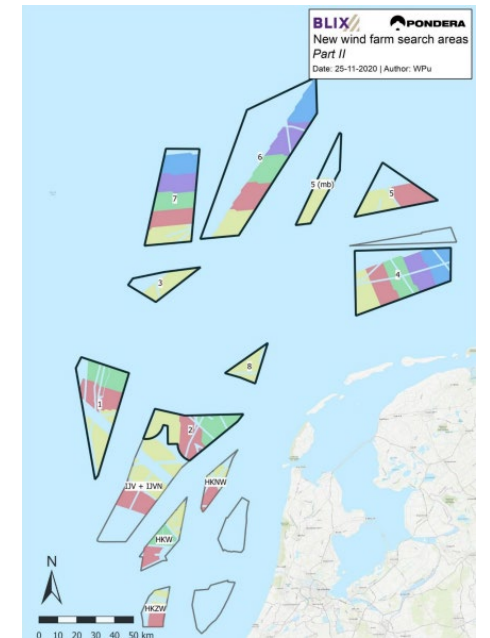 BLIX PONDERA
New wind farm search areas
Part II
Date: 25-11-2020 | Author: WPu
6
7
5 (mb)
5
4
3
8
1
2
IJV + IJVN
HKNW
HKW
HKZW
N
0 10 20 30 40 50 km